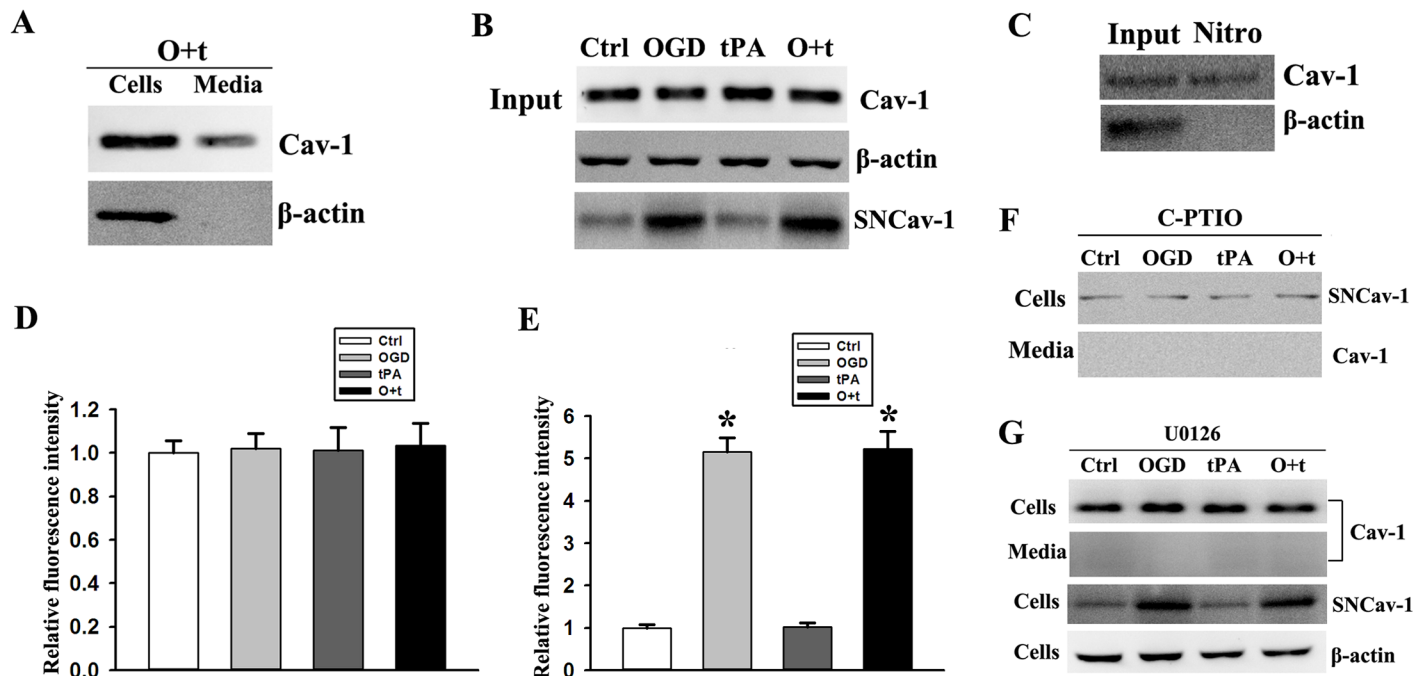 A
O+t
Cells Media
Cav-1
β-actin
B
Ctrl OGD tPA O+t
Input
Cav-1
β-actin
SNCav-1
C
Input Nitro
Cav-1
β-actin
D
Ctrl
OGD
tPA
O+t
Relative fluorescence intensity
1.2
1.0
0.8
0.6
0.4
0.2
0.0
E
Ctrl
OGD
tPA
O+t
Relative fluorescence intensity
6
5
4
3
2
1
0
*
*
F
C-PTIO
Ctrl OGD tPA O+t
Cells
SNCav-1
Media
Cav-1
G
U0126
Ctrl OGD tPA O+t
Cells
Media
Cav-1
Cells
SNCav-1
Cells
β-actin